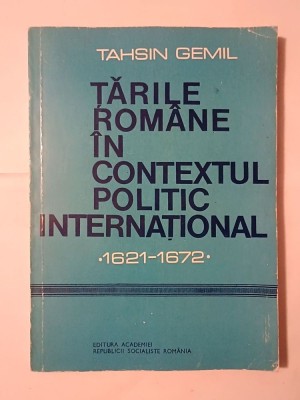 TAHSIN GEMIL
ȚĂRILE
ROMÂNE
ÎN
CONTEXTUL
POLITIC
INTERNAȚIONAL
•1621-1672•
EDITURA ACADEMIEI
REPUBLICII SOCIALISTE ROMÂNIA